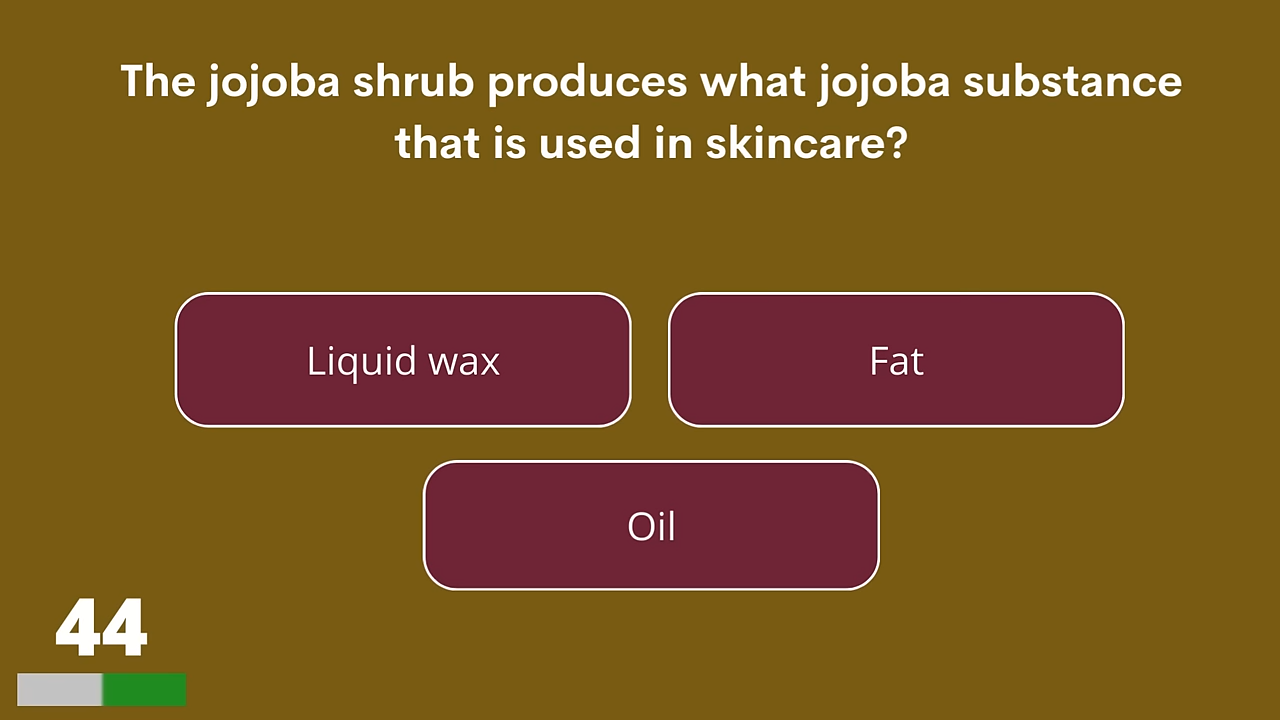 The jojoba shrub produces what jojoba substance
that is used in skincare?
Liquid wax
Fat
Oil
44